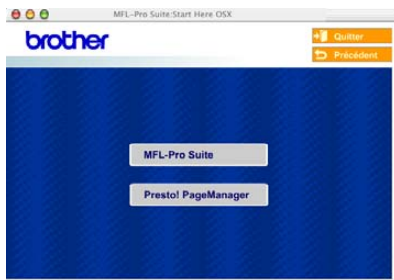 MFL-Pro Suite:Start Here OSX
brother
Quitter
Précédent
MFL-Pro Suite
Presto! PageManager